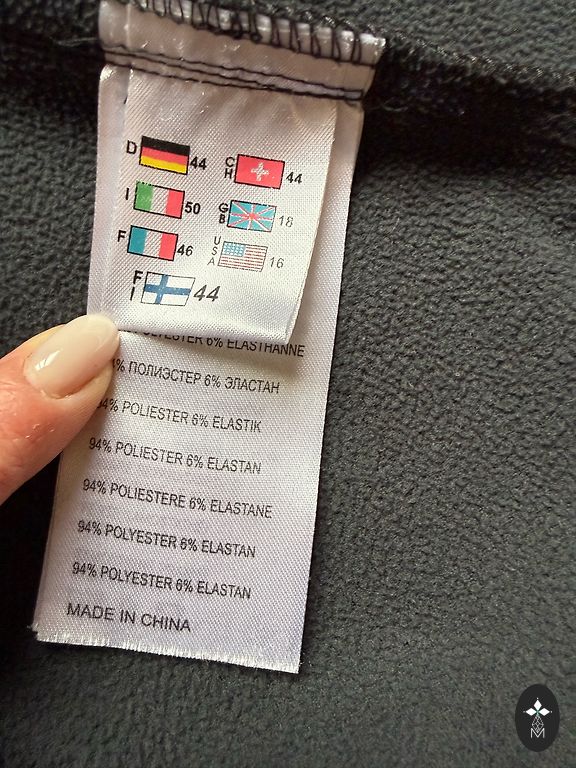 D 44 CH 44
I 50 GB 18
F 46 USA 16
FI 44
POLYESTER 6% ELASTHANNE
94% ПОЛИЭСТЕР 6% ЭЛАСТАН
94% POLIESTER 6% ELASTIK
94% POLIESTER 6% ELASTAN
94% POLIESTERE 6% ELASTANE
94% POLYESTER 6% ELASTAN
94% POLYESTER 6% ELASTAN
MADE IN CHINA
M